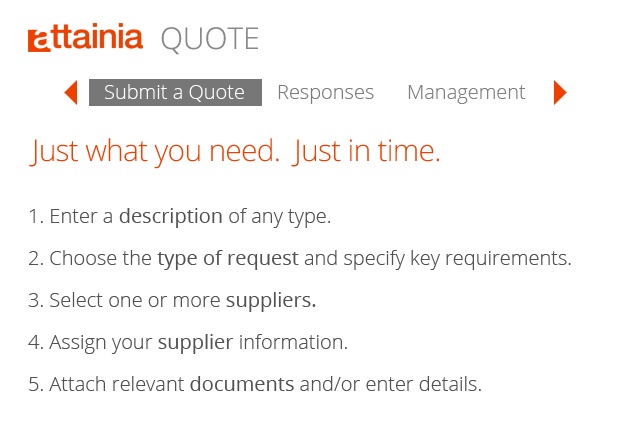 attainia QUOTE
Submit a Quote Responses Management
Just what you need. Just in time.
1. Enter a description of any type.
2. Choose the type of request and specify key requirements.
3. Select one or more suppliers.
4. Assign your supplier information.
5. Attach relevant documents and/or enter details.